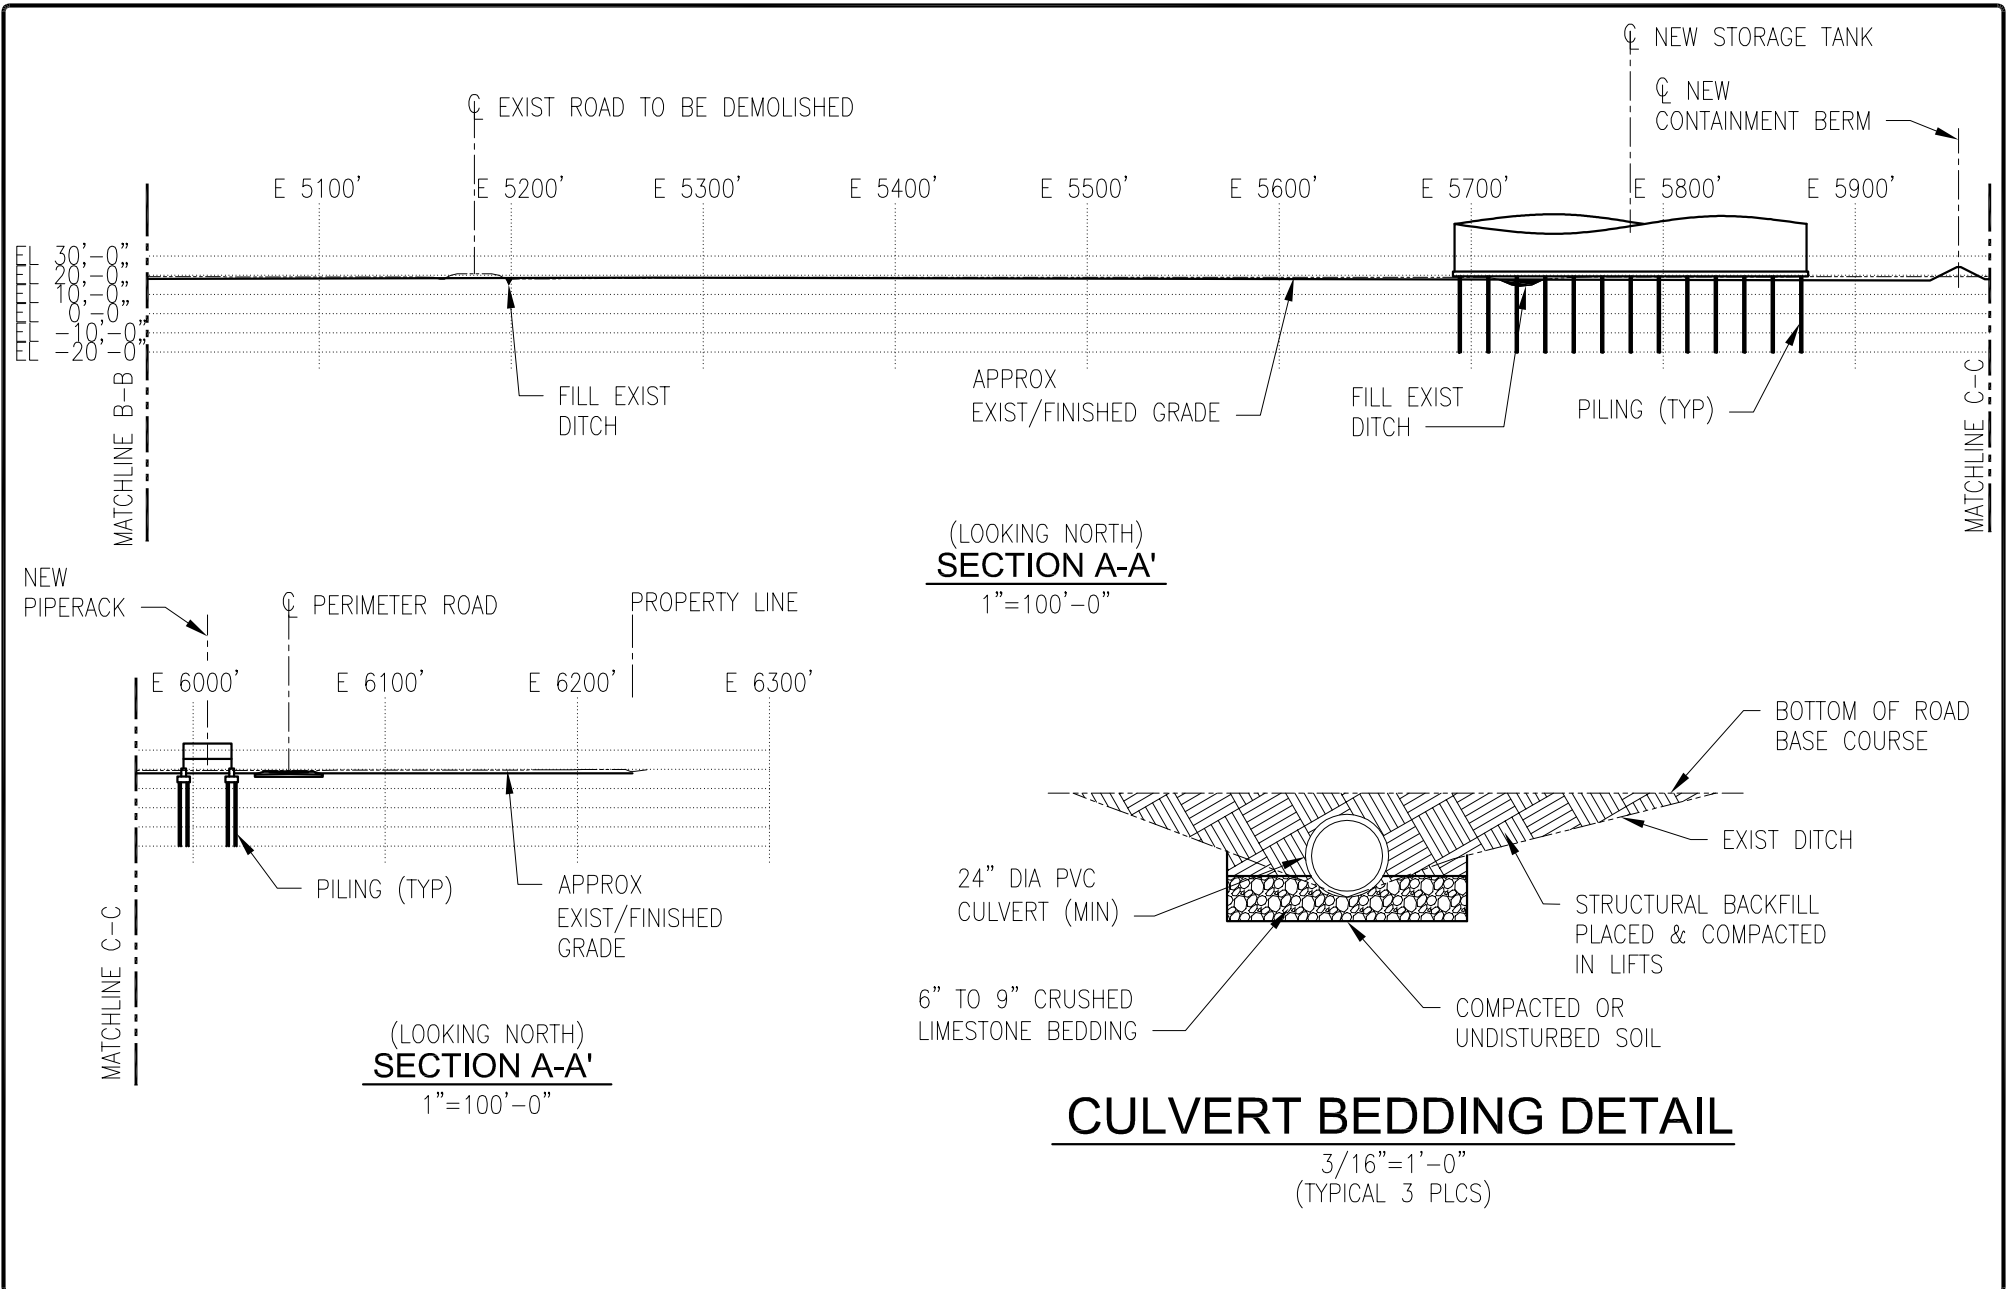 ℄ NEW STORAGE TANK
℄ NEW
CONTAINMENT BERM
℄ EXIST ROAD TO BE DEMOLISHED
E 5100' E 5200' E 5300' E 5400' E 5500' E 5600' E 5700' E 5800' E 5900'
EL 30'-0"
EL 20'-0"
EL 10'-0"
EL 0'-0"
EL -10'-0"
EL -20'-0"
MATCHLINE B-B
FILL EXIST
DITCH
APPROX
EXIST/FINISHED GRADE
FILL EXIST
DITCH
PILING (TYP)
MATCHLINE C-C
(LOOKING NORTH)
SECTION A-A'
1"=100'-0"
NEW
PIPERACK
℄ PERIMETER ROAD
PROPERTY LINE
E 6000' E 6100' E 6200' E 6300'
PILING (TYP)
APPROX
EXIST/FINISHED
GRADE
MATCHLINE C-C
(LOOKING NORTH)
SECTION A-A'
1"=100'-0"
BOTTOM OF ROAD
BASE COURSE
EXIST DITCH
24" DIA PVC
CULVERT (MIN)
STRUCTURAL BACKFILL
PLACED & COMPACTED
IN LIFTS
6" TO 9" CRUSHED
LIMESTONE BEDDING
COMPACTED OR
UNDISTURBED SOIL
CULVERT BEDDING DETAIL
3/16"=1'-0"
(TYPICAL 3 PLCS)